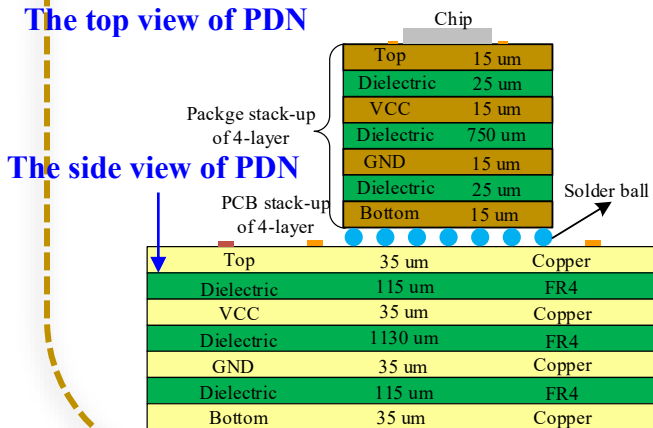 The top view of PDN
Chip
Top 15 um
Dielectric 25 um
VCC 15 um
Dielectric 750 um
GND 15 um
Dielectric 25 um
Bottom 15 um
Packge stack-up
of 4-layer
The side view of PDN
PCB stack-up
of 4-layer
Solder ball
Top 35 um Copper
Dielectric 115 um FR4
VCC 35 um Copper
Dielectric 1130 um FR4
GND 35 um Copper
Dielectric 115 um FR4
Bottom 35 um Copper